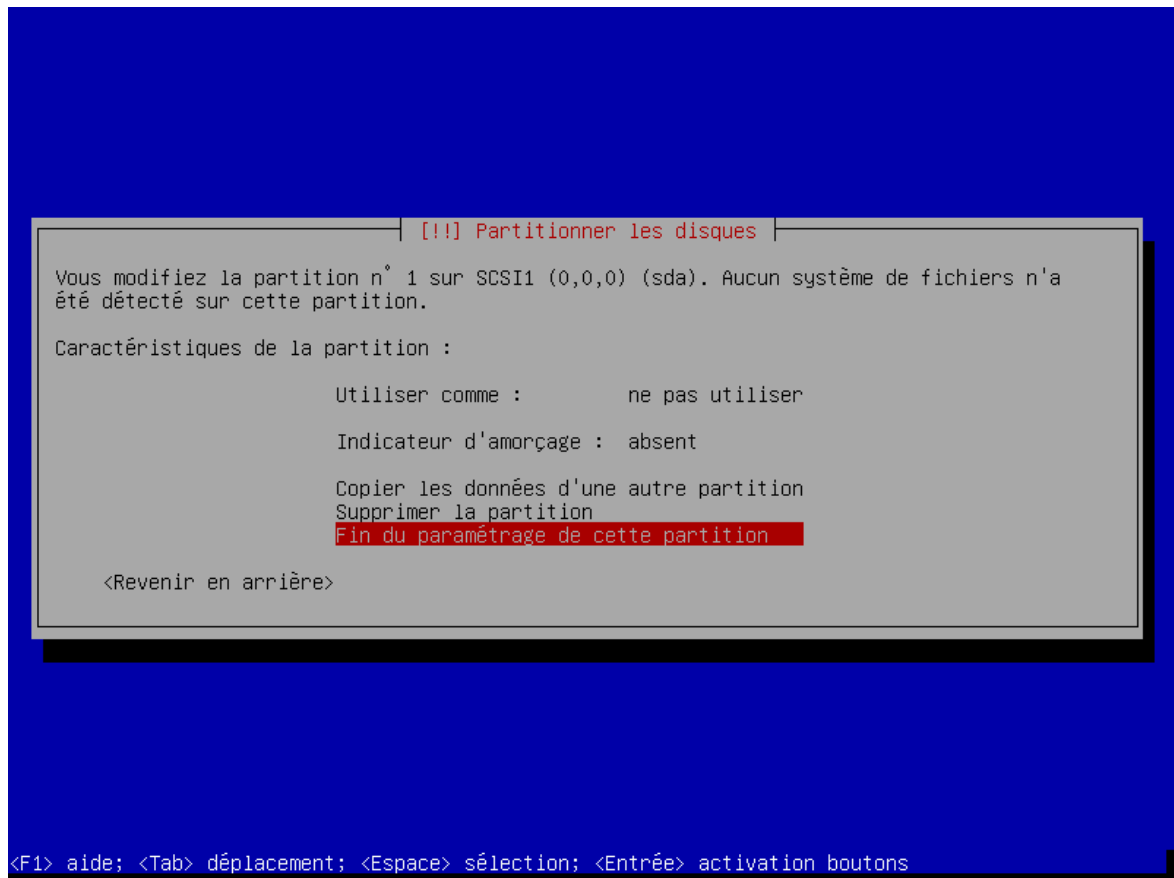 [!!] Partitionner les disques
Vous modifiez la partition n° 1 sur SCSI1 (0,0,0) (sda). Aucun système de fichiers n'a
été détecté sur cette partition.
Caractéristiques de la partition :
Utiliser comme : ne pas utiliser
Indicateur d'amorçage : absent
Copier les données d'une autre partition
Supprimer la partition
Fin du paramétrage de cette partition
<Revenir en arrière>
<F1> aide; <Tab> déplacement; <Espace> sélection; <Entrée> activation boutons